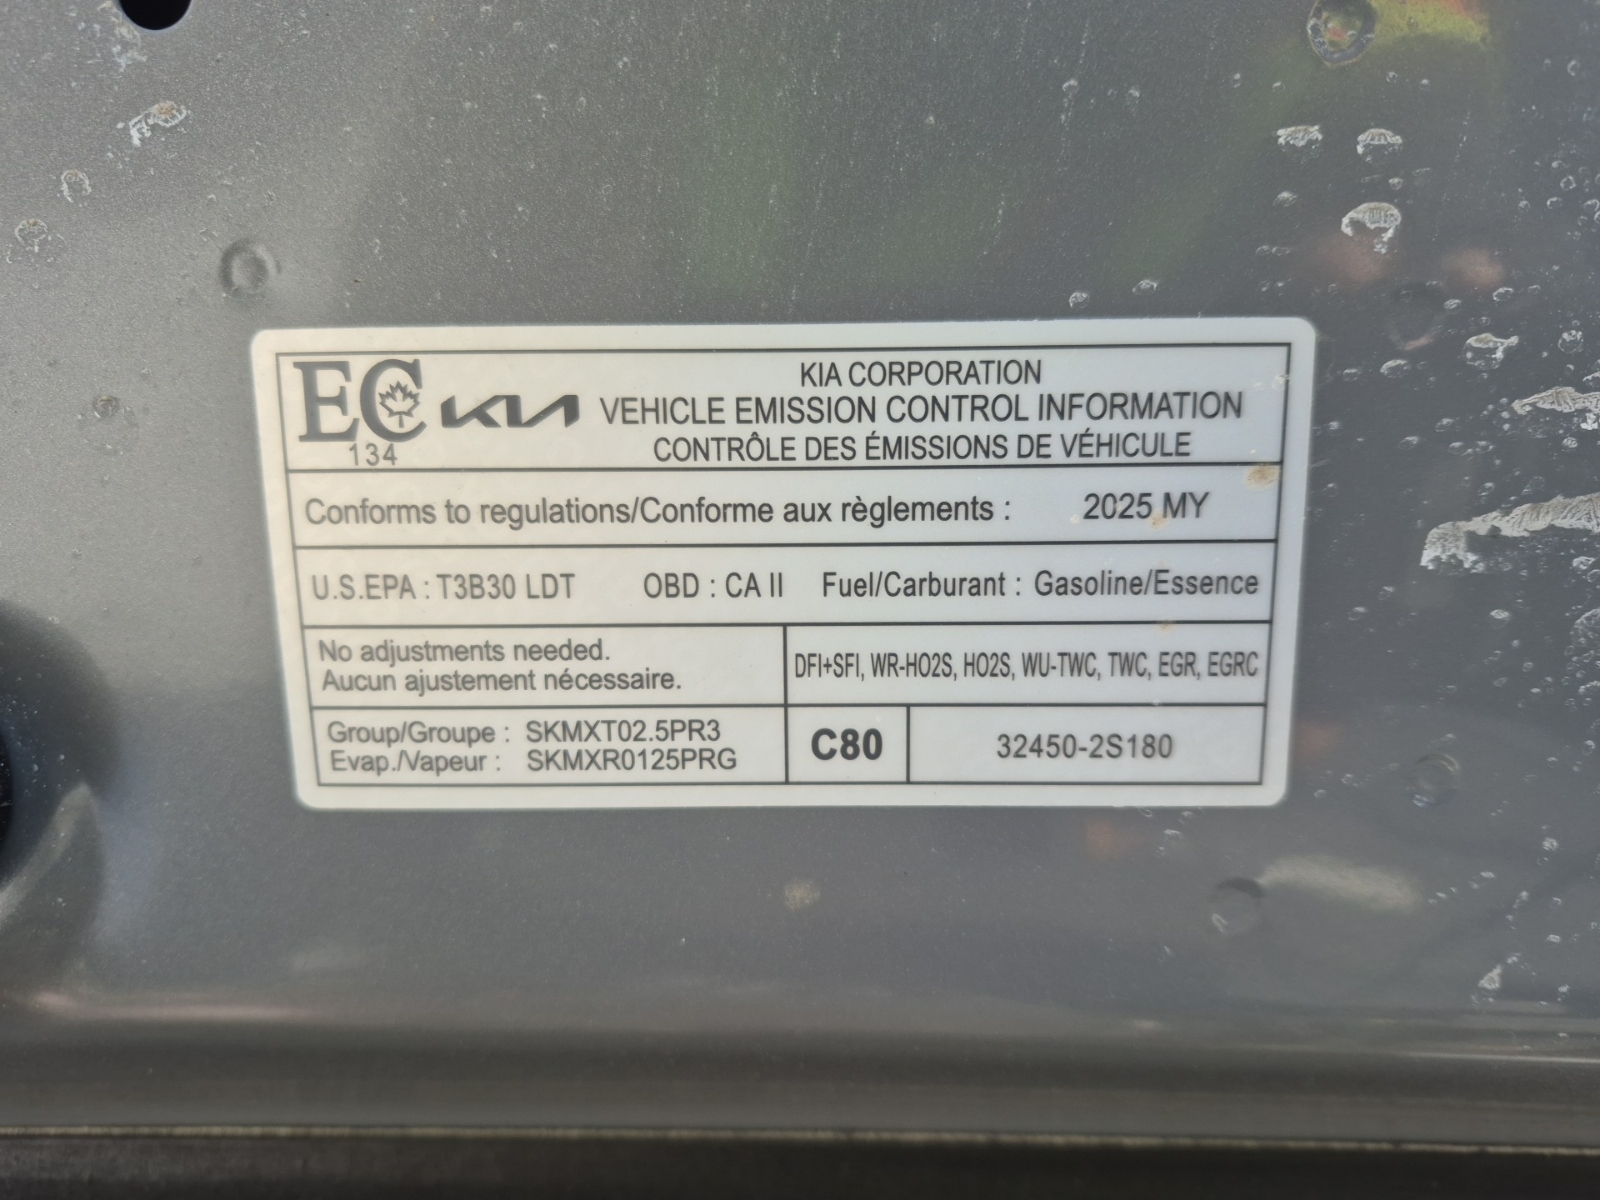 EC KIA
134
KIA CORPORATION
VEHICLE EMISSION CONTROL INFORMATION
CONTRÔLE DES ÉMISSIONS DE VÉHICULE
Conforms to regulations/Conforme aux règlements : 2025 MY
U.S.EPA : T3B30 LDT OBD : CA II Fuel/Carburant : Gasoline/Essence
No adjustments needed.
Aucun ajustement nécessaire.
DFI+SFI, WR-HO2S, HO2S, WU-TWC, TWC, EGR, EGRC
Group/Groupe : SKMXT02.5PR3
Evap./Vapeur : SKMXR0125PRG
C80
32450-2S180